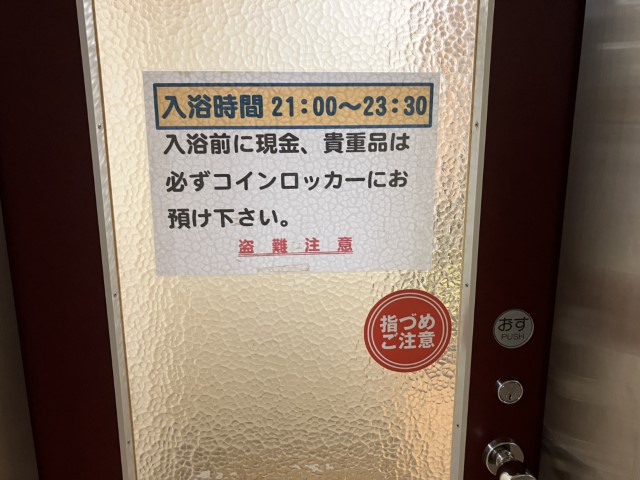 入浴時間 21:00～23:30
入浴前に現金、貴重品は
必ずコインロッカーにお
預け下さい。
盗難注意
指づめ
ご注意
おす
PUSH